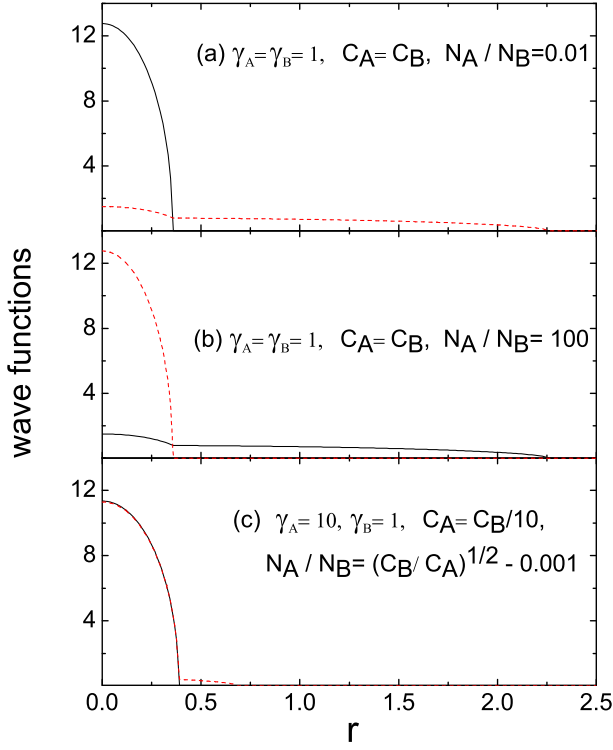 12
8
4
(a) γA= γB= 1, CA= CB, NA / NB=0.01
wave functions
12
8
4
(b) γA= γB= 1, CA= CB, NA / NB= 100
12
8
4
(c) γA= 10, γB= 1, CA= CB/10,
NA / NB= (CB/ CA)1/2 - 0.001
0.0 0.5 1.0 1.5 2.0 2.5
r